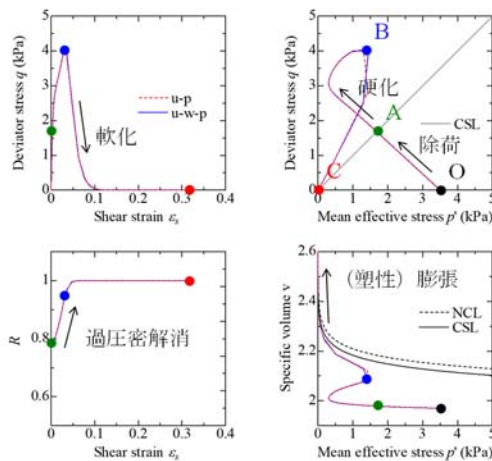 Deviator stress q (kPa)
5
4
3
2
1
0
0 0.1 0.2 0.3 0.4
Shear strain εs
u-p
u-w-p
軟化
Deviator stress q (kPa)
5
4
3
2
1
0
0 1 2 3 4 5
Mean effective stress p' (kPa)
B
硬化
A
CSL
除荷
C
O
R
1
0.8
0.6
0 0.1 0.2 0.3 0.4
Shear strain εs
過圧密解消
Specific volume v
2.6
2.4
2.2
2
0 1 2 3 4 5
Mean effective stress p' (kPa)
(塑性) 膨張
NCL
CSL